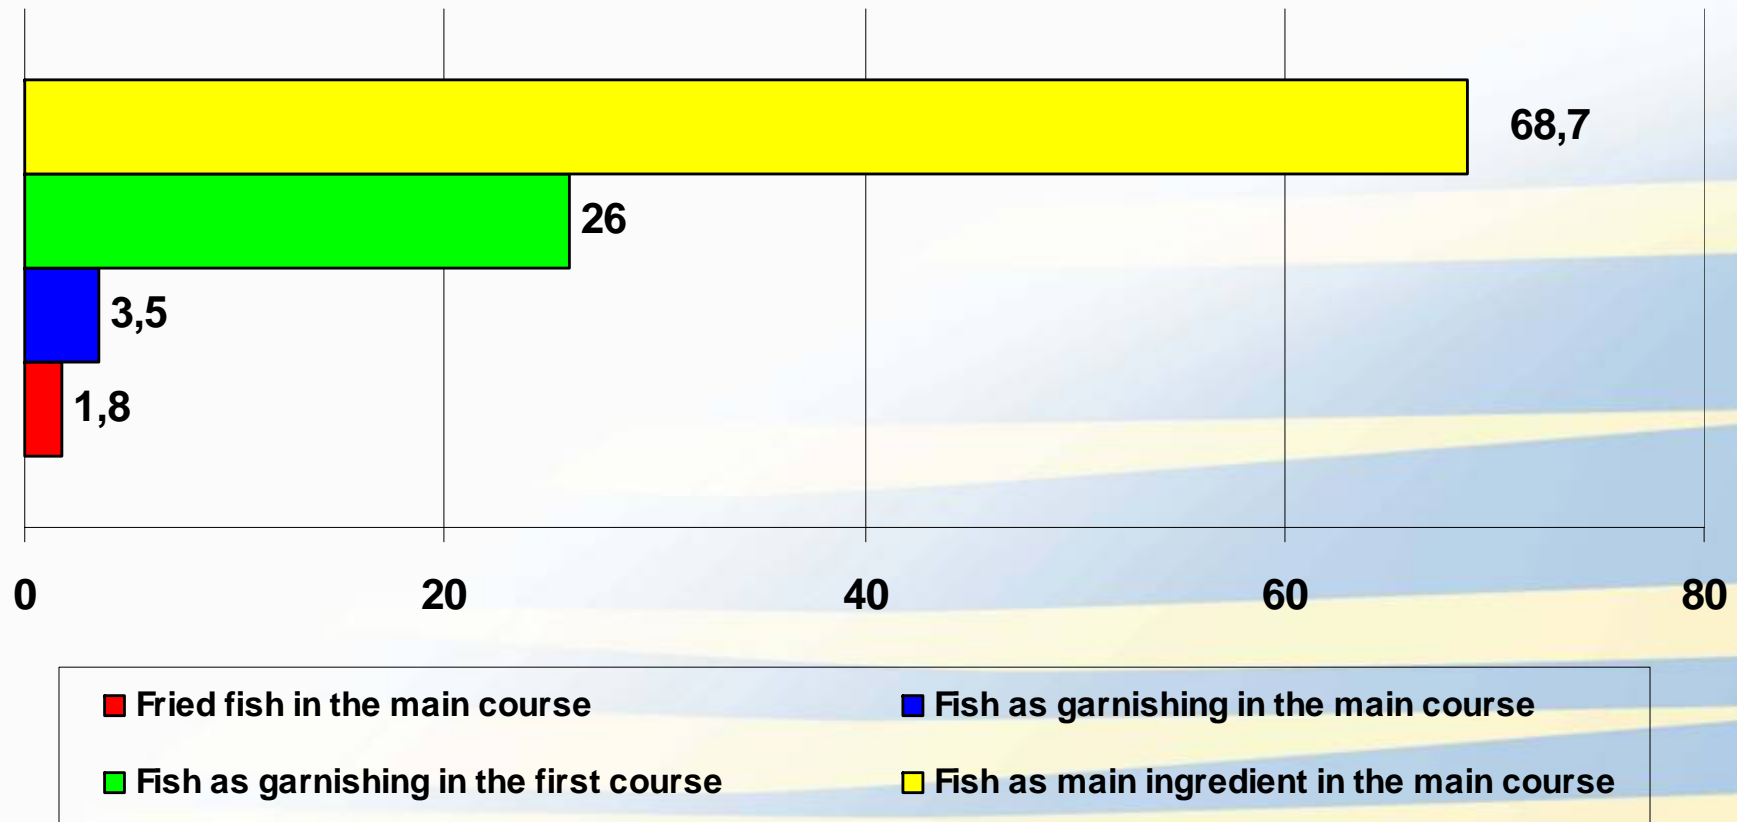 68,7
26
3,5
1,8
0 20 40 60 80
Fried fish in the main course Fish as garnishing in the main course
Fish as garnishing in the first course Fish as main ingredient in the main course